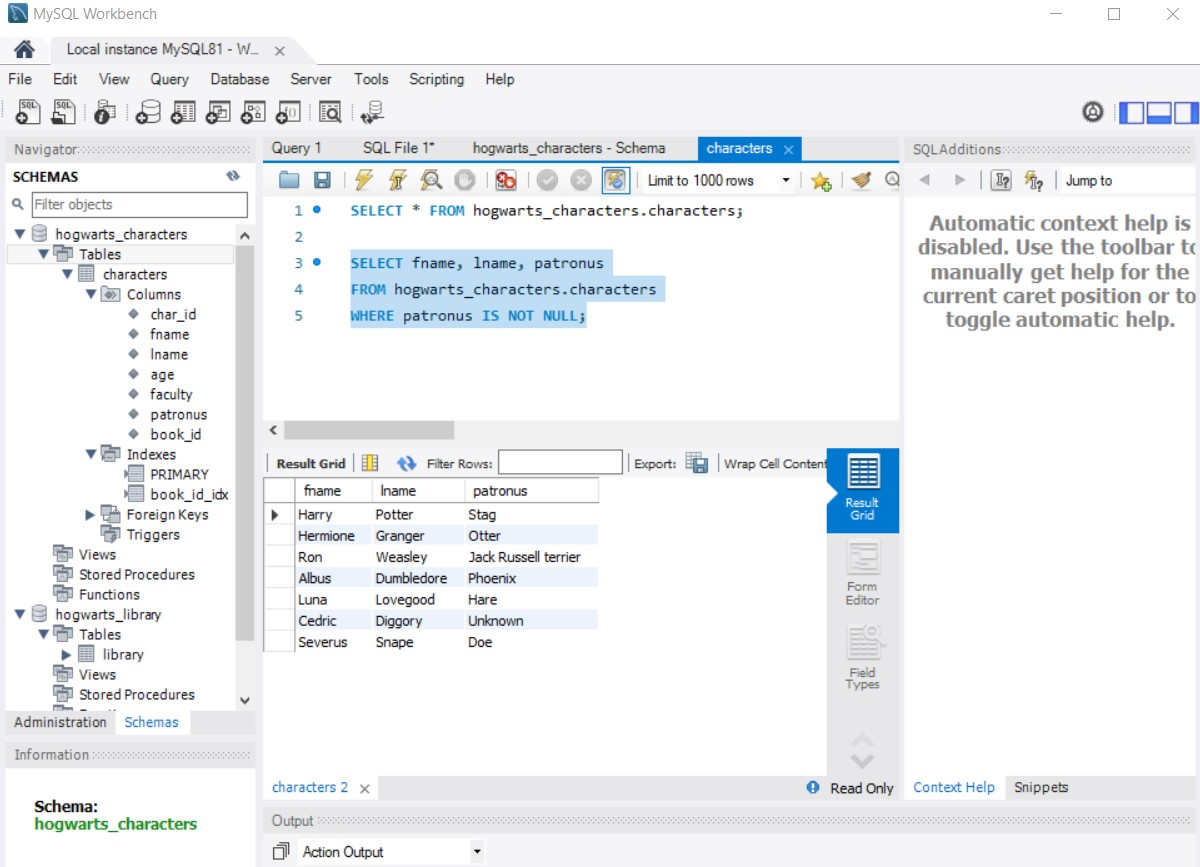 MySQL Workbench
Local instance MySQL81 - W...
File Edit View Query Database Server Tools Scripting Help
Navigator
SCHEMAS
Filter objects
hogwarts_characters
Tables
characters
Columns
char_id
fname
lname
age
faculty
patronus
book_id
Indexes
PRIMARY
book_id_idx
Foreign Keys
Triggers
Views
Stored Procedures
Functions
hogwarts_library
Tables
library
Views
Stored Procedures
Administration Schemas
Information
Schema:
hogwarts_characters
Query 1 SQL File 1* hogwarts_characters - Schema characters
Limit to 1000 rows
1 SELECT * FROM hogwarts_characters.characters;
2
3 SELECT fname, lname, patronus
4 FROM hogwarts_characters.characters
5 WHERE patronus IS NOT NULL;
Result Grid Filter Rows: Export: Wrap Cell Content
fname lname patronus
Harry Potter Stag
Hermione Granger Otter
Ron Weasley Jack Russell terrier
Albus Dumbledore Phoenix
Luna Lovegood Hare
Cedric Diggory Unknown
Severus Snape Doe
Result
Grid
Form
Editor
Field
Types
characters 2 Read Only
Output
Action Output
SQLAdditions
Jump to
Automatic context help is
disabled. Use the toolbar to
manually get help for the
current caret position or to
toggle automatic help.
Context Help Snippets